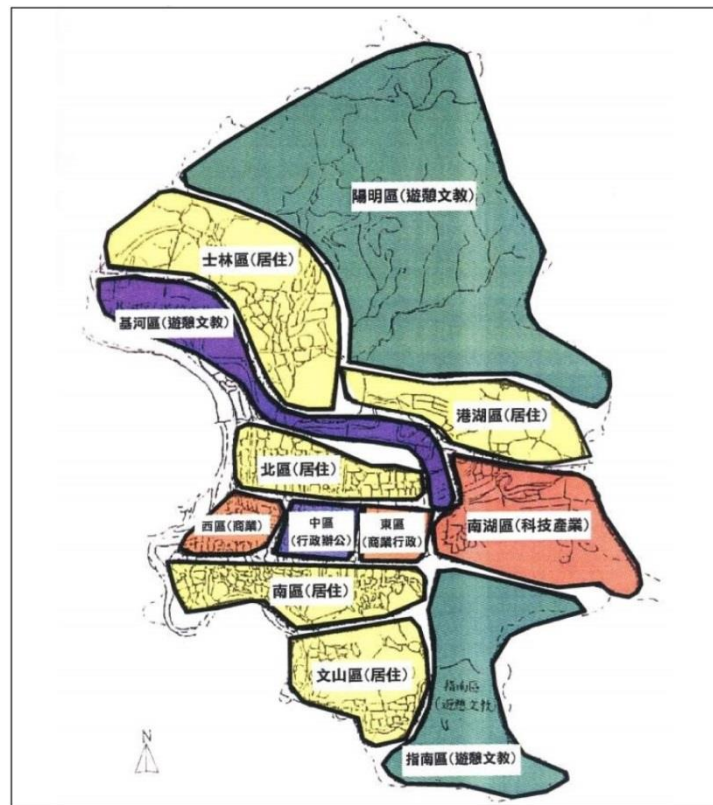 陽明區(遊憩文教)
士林區(居住)
基河區(遊憩文教)
港湖區(居住)
北區(居住)
西區(商業)
中區
(行政辦公)
東區
(商業行政)
南湖區(科技產業)
南區(居住)
文山區(居住)
指南區
(遊憩文教)
指南區(遊憩文教)
N